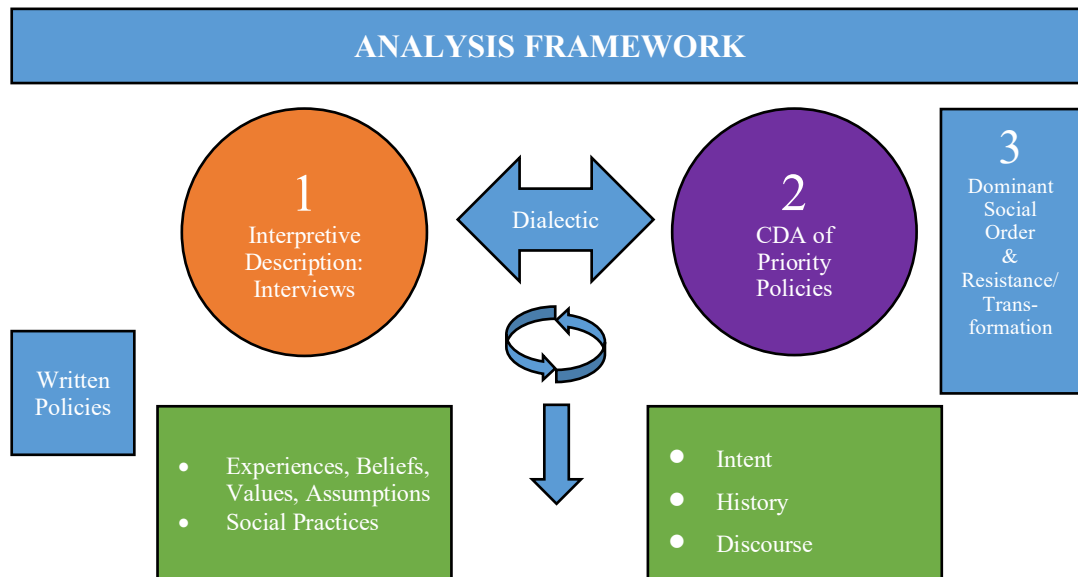 ANALYSIS FRAMEWORK
1
Interpretive
Description:
Interviews
Dialectic
2
CDA of
Priority
Policies
3
Dominant
Social
Order
&
Resistance/
Trans-
formation
Written
Policies
• Experiences, Beliefs,
Values, Assumptions
• Social Practices
• Intent
• History
• Discourse